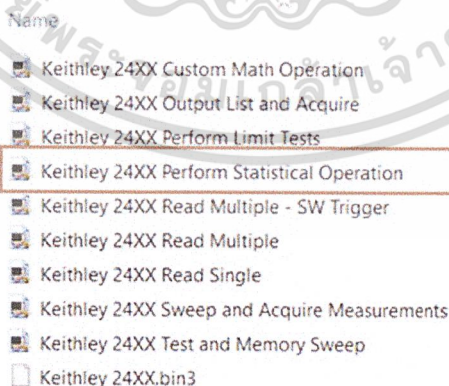 Name
Keithley 24XX Custom Math Operation
Keithley 24XX Output List and Acquire
Keithley 24XX Perform Limit Tests
Keithley 24XX Perform Statistical Operation
Keithley 24XX Read Multiple - SW Trigger
Keithley 24XX Read Multiple
Keithley 24XX Read Single
Keithley 24XX Sweep and Acquire Measurements
Keithley 24XX Test and Memory Sweep
Keithley 24XX.bin3